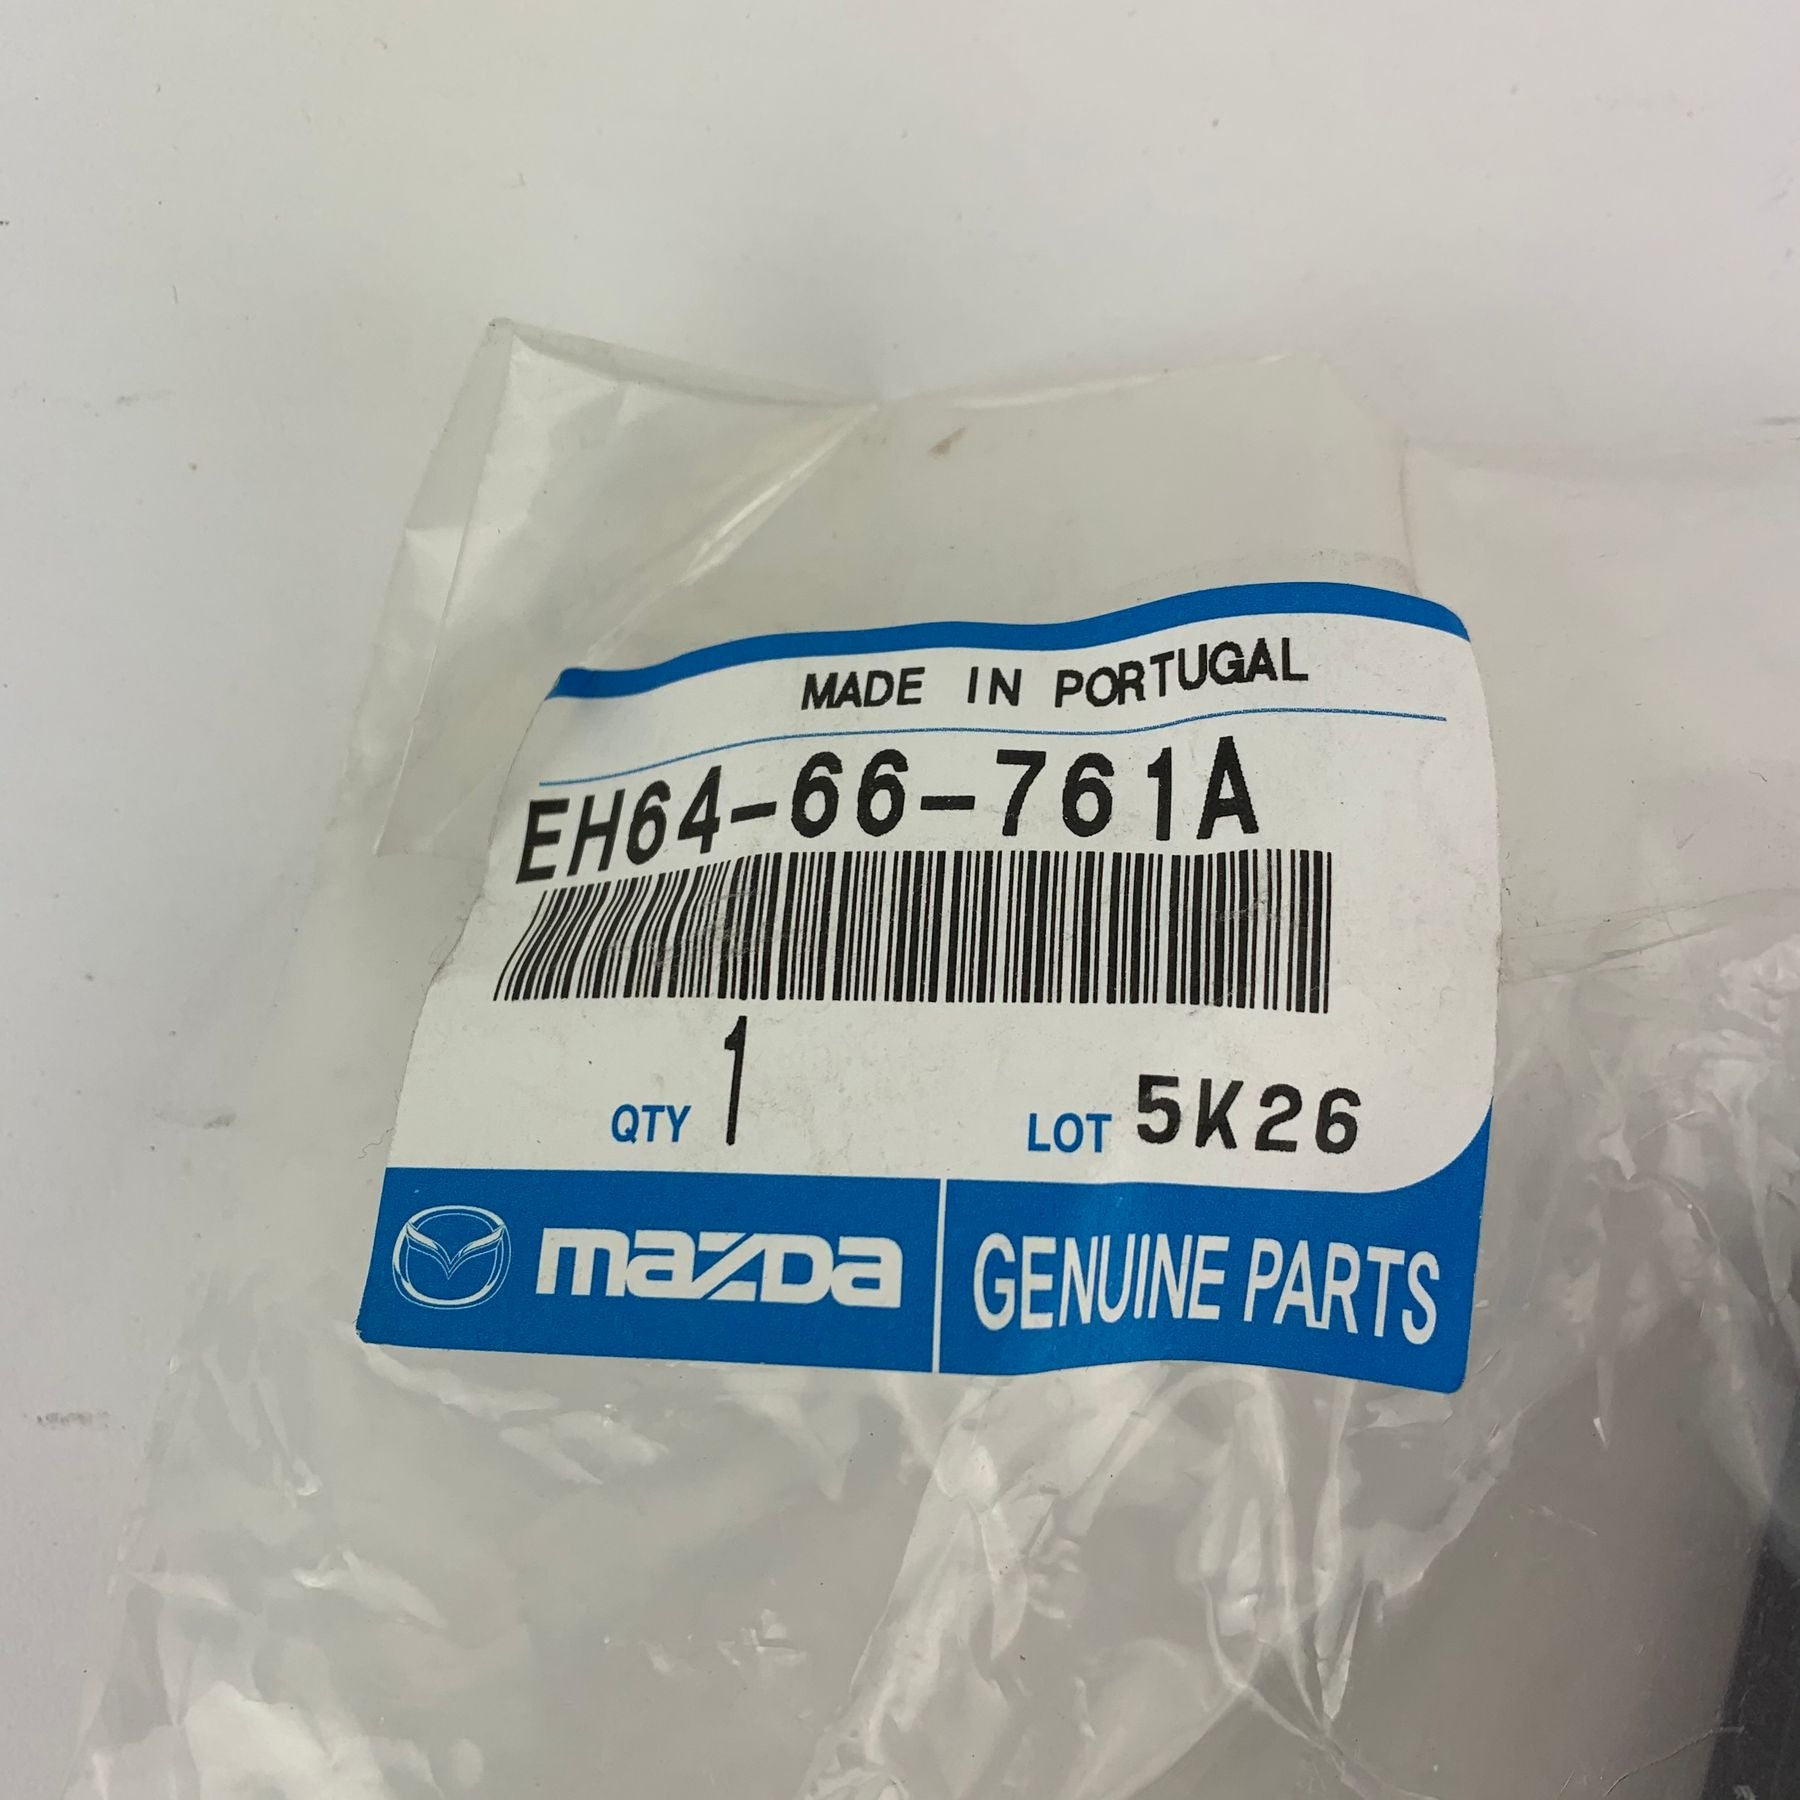 MADE IN PORTUGAL
EH64-66-761A
QTY 1
LOT 5K26
mazda
GENUINE PARTS